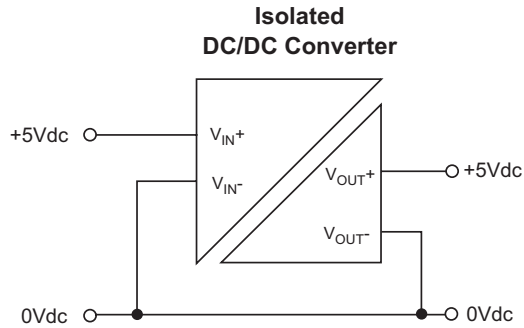 Isolated
DC/DC Converter
+5Vdc
VIN+
VIN-
VOUT+
+5Vdc
VOUT-
0Vdc
0Vdc